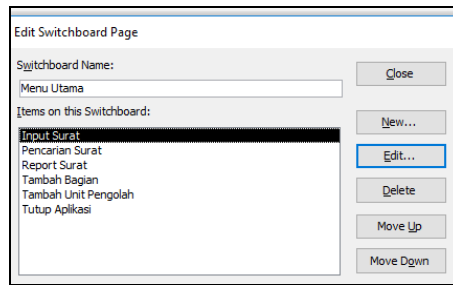 Edit Switchboard Page
Switchboard Name:
Close
Menu Utama
Items on this Switchboard:
New...
Input Surat
Pencarian Surat
Edit...
Report Surat
Tambah Bagian
Delete
Tambah Unit Pengolah
Tutup Aplikasi
Move Up
Move Down